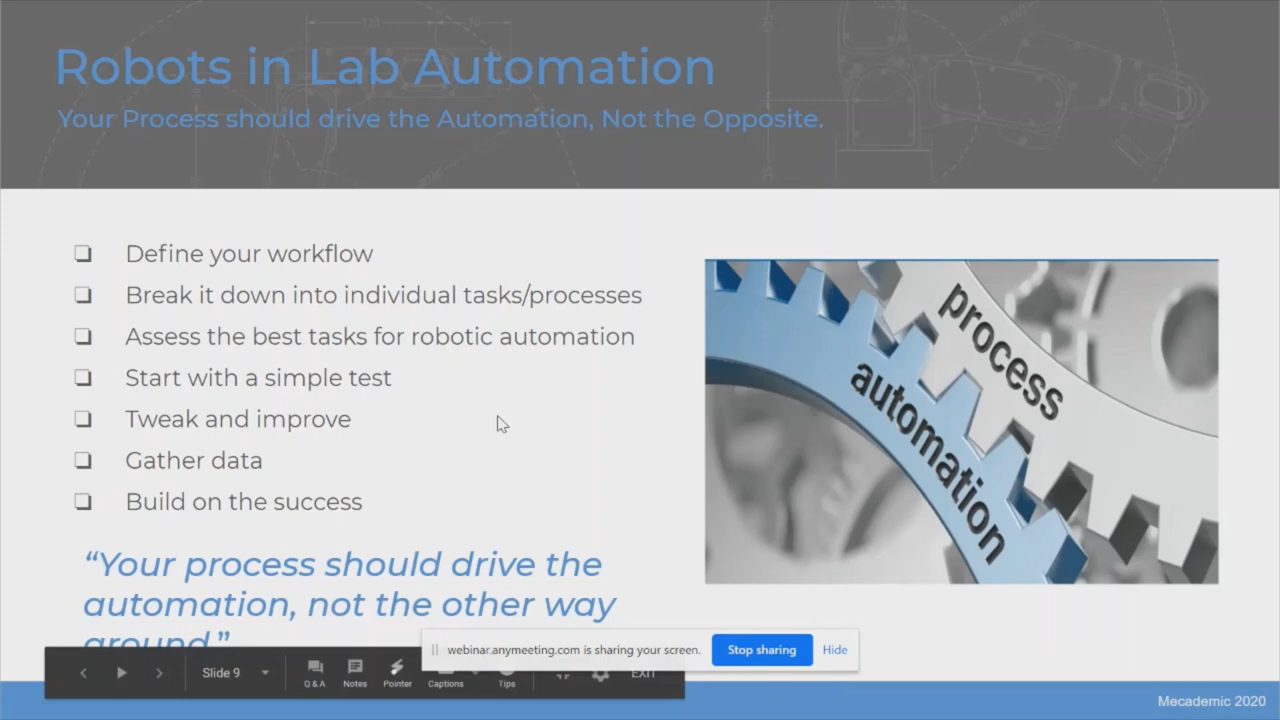 Robots in Lab Automation
Your Process should drive the Automation, Not the Opposite.
❏ Define your workflow
❏ Break it down into individual tasks/processes
❏ Assess the best tasks for robotic automation
❏ Start with a simple test
❏ Tweak and improve
❏ Gather data
❏ Build on the success
process
automation
“Your process should drive the
automation, not the other way
around.”
webinar.anymeeting.com is sharing your screen.
Stop sharing
Hide
Slide 9
Q & A
Notes
Pointer
Captions
Tips
EXIT
Mecademic 2020